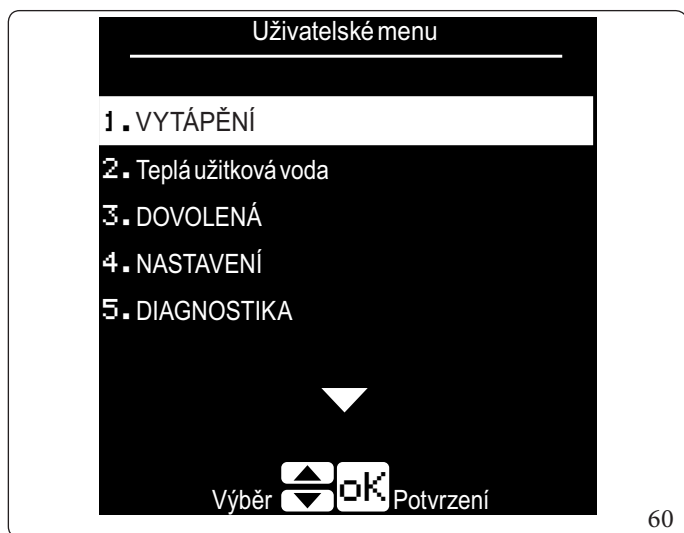 Uživatelské menu
1. VYTÁPĚNÍ
2. Teplá užitková voda
3. DOVOLENÁ
4. NASTAVENÍ
5. DIAGNOSTIKA
Výběr oK Potvrzení
60